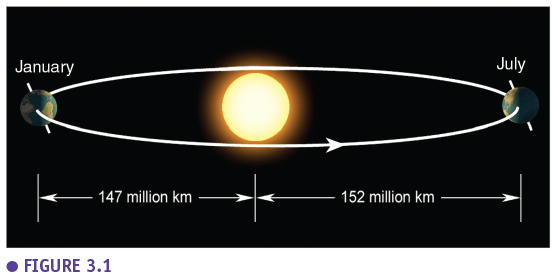 January
July
147 million km
152 million km
● FIGURE 3.1